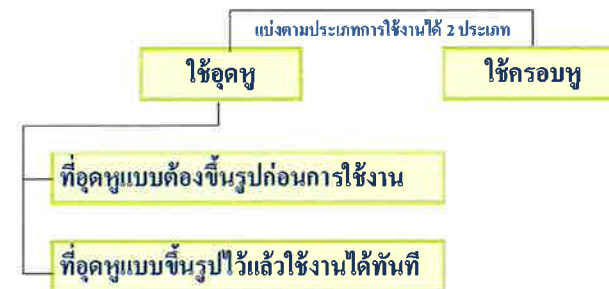 แบ่งตามประเภทการใช้งานได้ 2 ประเภท
ใช้อุดหู
ใช้ครอบหู
ที่อุดหูแบบต้องขึ้นรูปก่อนการใช้งาน
ที่อุดหูแบบขึ้นรูปไว้แล้วใช้งานได้ทันที